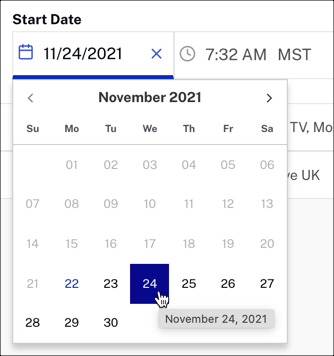 Start Date
11/24/2021 7:32 AM MST
November 2021
Su Mo Tu We Th Fr Sa
TV, Mo
01 02 03 04 05 06
ve UK
07 08 09 10 11 12 13
14 15 16 17 18 19 20
21 22 23 24 25 26 27
November 24, 2021
28 29 30